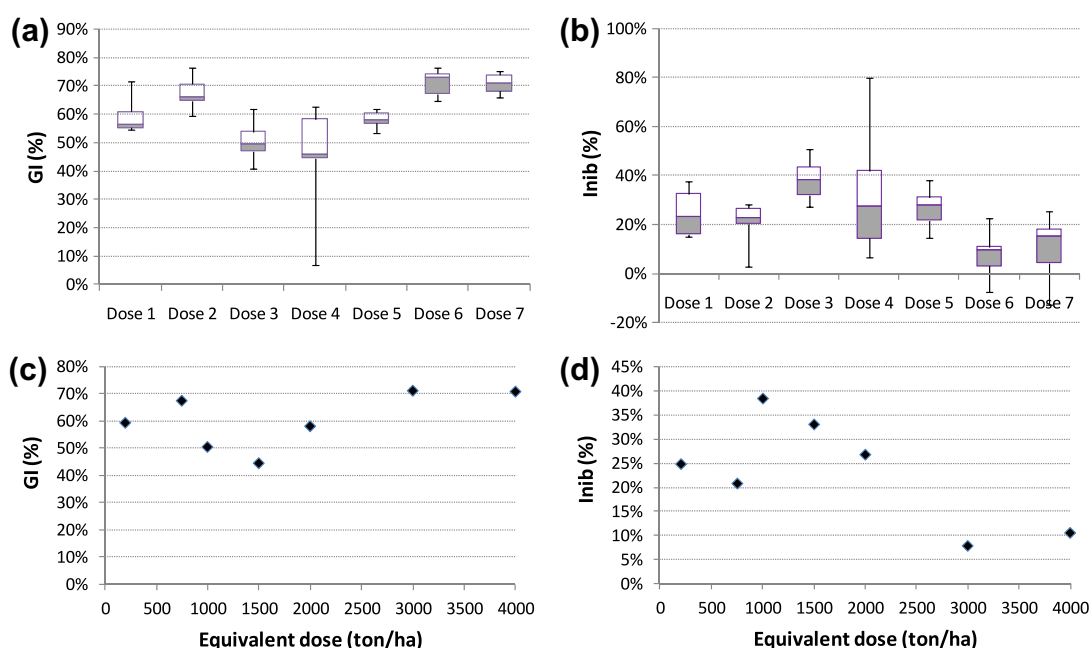 (a)
GI (%)
90%
80%
70%
60%
50%
40%
30%
20%
10%
0%
Dose 1 Dose 2 Dose 3 Dose 4 Dose 5 Dose 6 Dose 7
(b)
Inib (%)
100%
80%
60%
40%
20%
0%
-20%
Dose 1 Dose 2 Dose 3 Dose 4 Dose 5 Dose 6 Dose 7
(c)
GI (%)
80%
70%
60%
50%
40%
30%
20%
10%
0%
0 500 1000 1500 2000 2500 3000 3500 4000
Equivalent dose (ton/ha)
(d)
Inib (%)
45%
40%
35%
30%
25%
20%
15%
10%
5%
0%
0 500 1000 1500 2000 2500 3000 3500 4000
Equivalent dose (ton/ha)